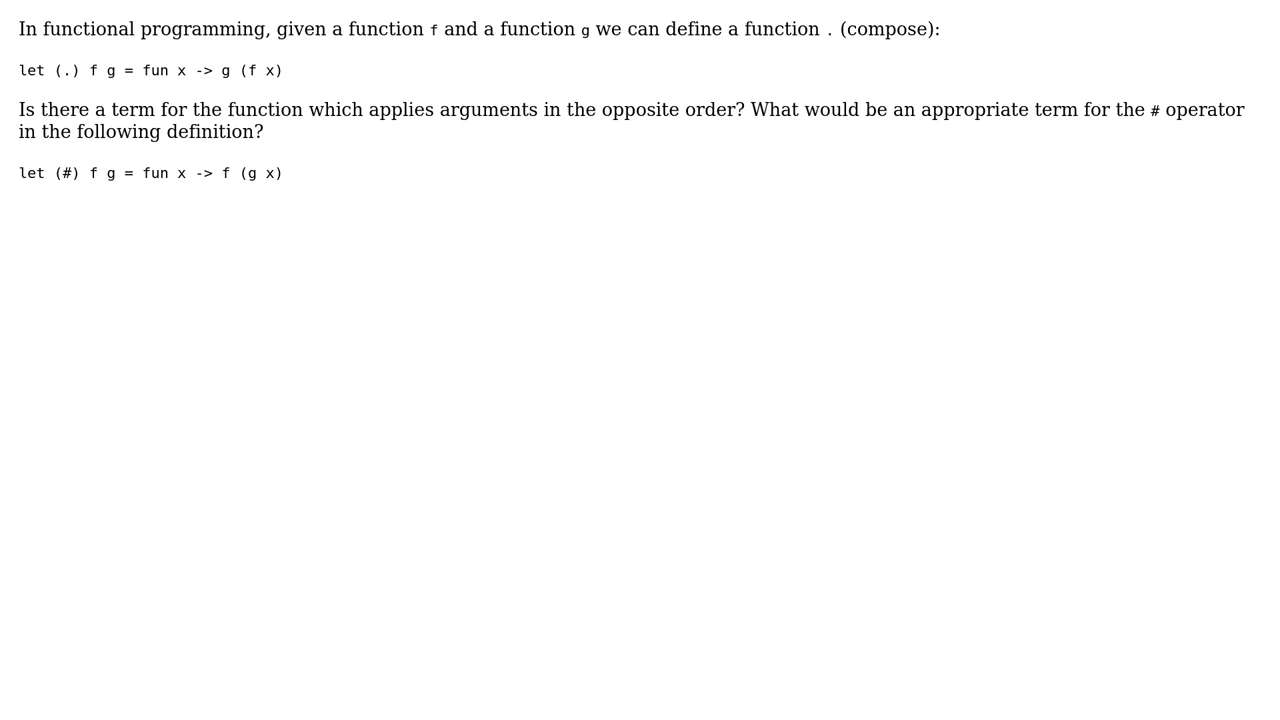 In functional programming, given a function f and a function g we can define a function . (compose):
let (.) f g = fun x -> g (f x)
Is there a term for the function which applies arguments in the opposite order? What would be an appropriate term for the # operator
in the following definition?
let (#) f g = fun x -> f (g x)